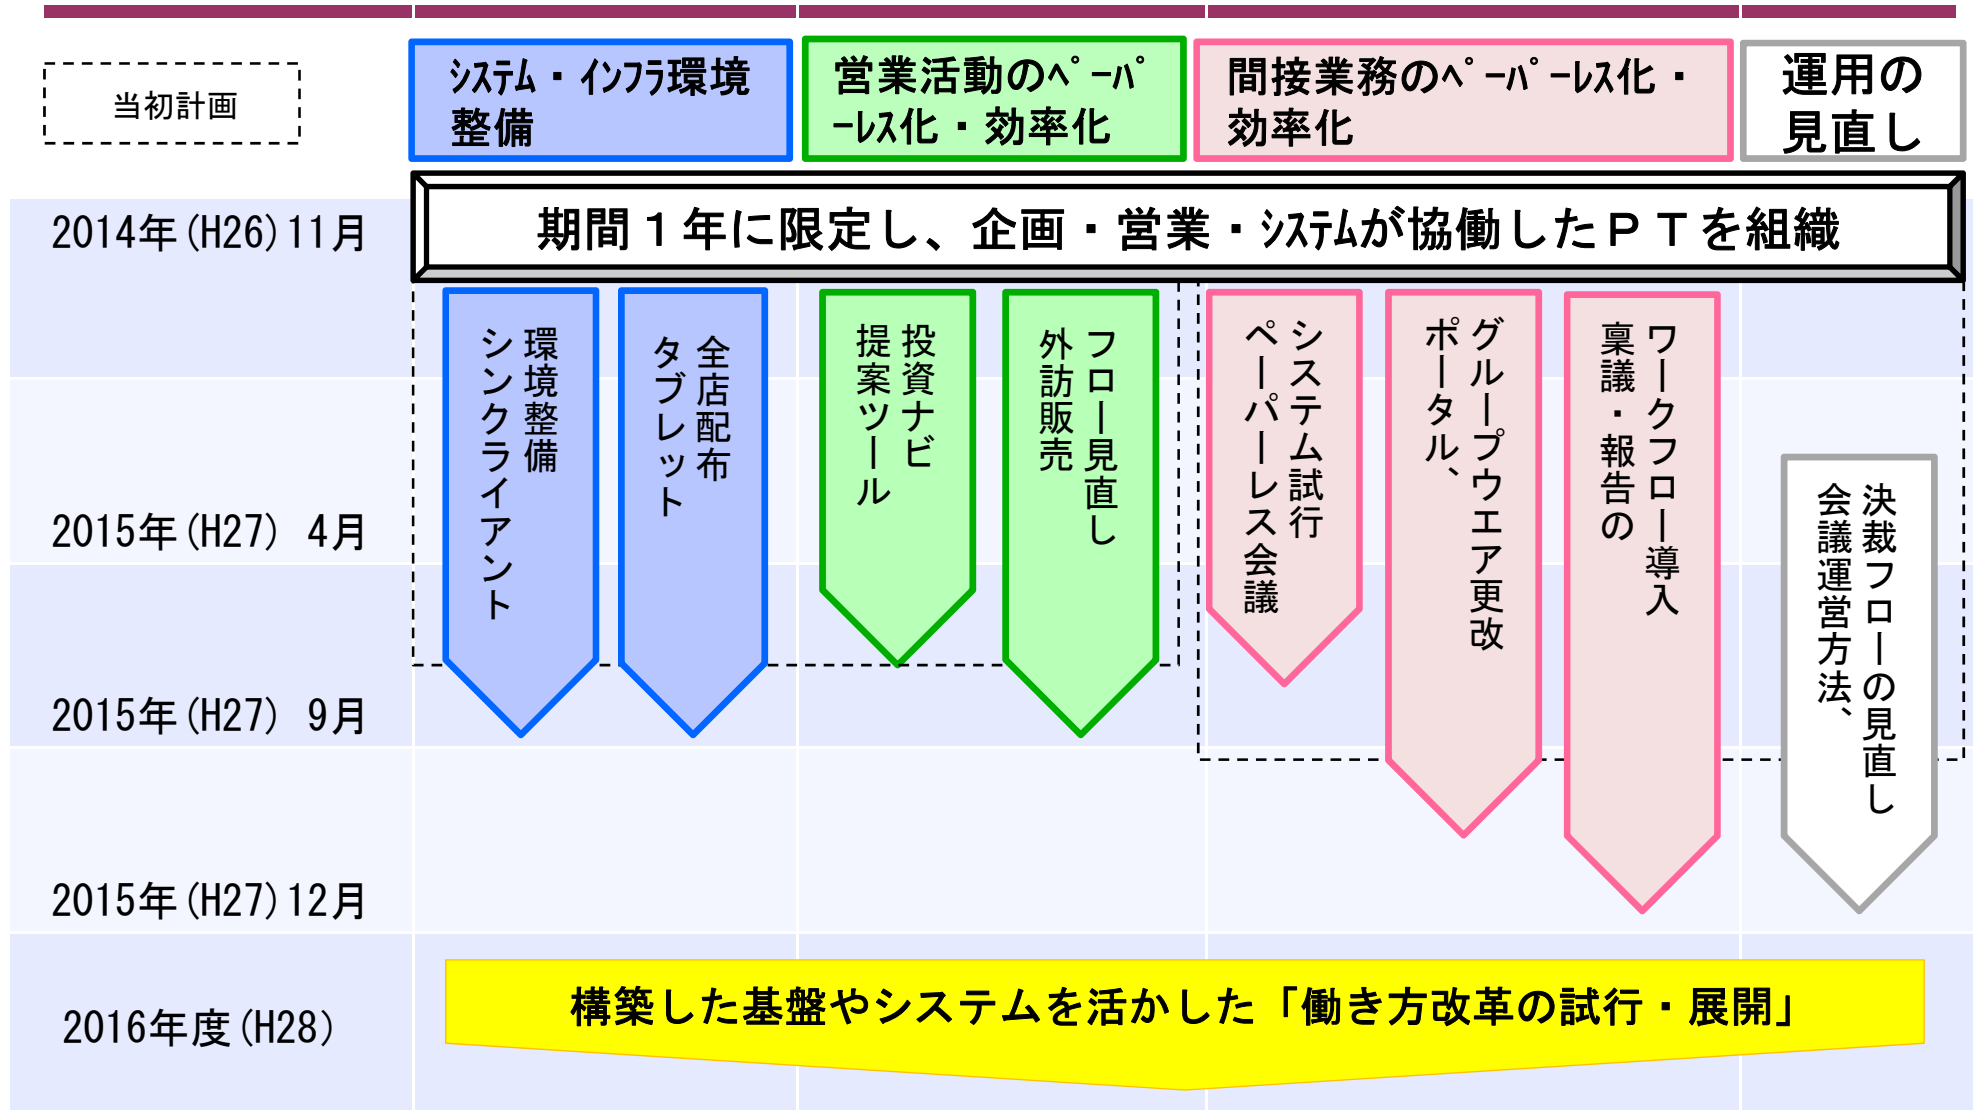 当初計画
ｼｽﾃﾑ・ｲﾝﾌﾗ環境
整備
営業活動のﾍﾟｰﾊﾟ
ｰﾚｽ化・効率化
間接業務のﾍﾟｰﾊﾟｰﾚｽ化・
効率化
運用の
見直し
2014年(H26)11月
期間１年に限定し、企画・営業・ｼｽﾃﾑが協働したＰＴを組織
シンクライアント
環境整備
タブレット
全店配布
提案ツール
投資ナビ
外訪販売
フロー見直し
ペーパーレス会議
システム試行
ポータル、
グループウエア更改
稟議・報告の
ワークフロー導入
会議運営方法、
決裁フローの見直し
2015年(H27) 4月
2015年(H27) 9月
2015年(H27)12月
2016年度(H28)
構築した基盤やシステムを活かした「働き方改革の試行・展開」